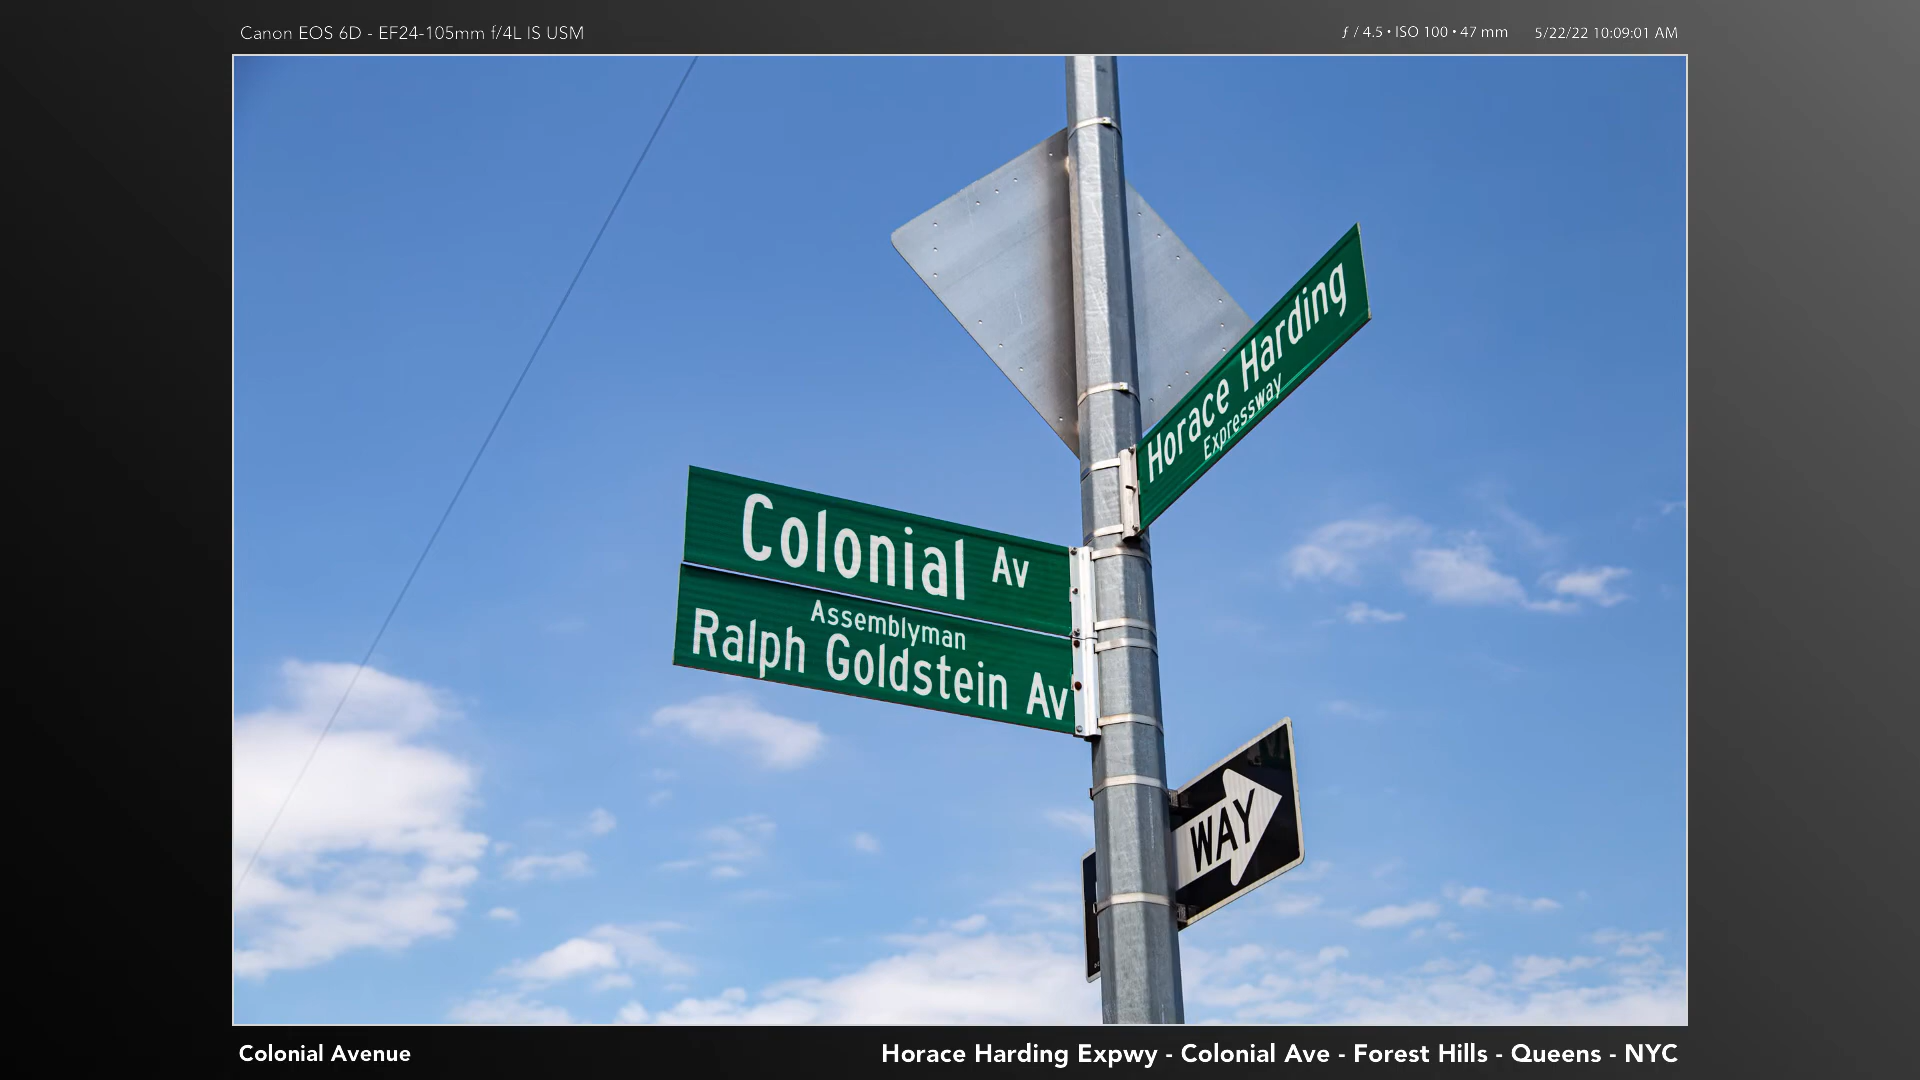 Canon EOS 6D - EF24-105mm f/4L IS USM
ƒ / 4.5 • ISO 100 • 47 mm
5/22/22 10:09:01 AM
Horace Harding
Expressway
Colonial Av
Assemblyman
Ralph Goldstein Av
WAY
Colonial Avenue
Horace Harding Expwy - Colonial Ave - Forest Hills - Queens - NYC